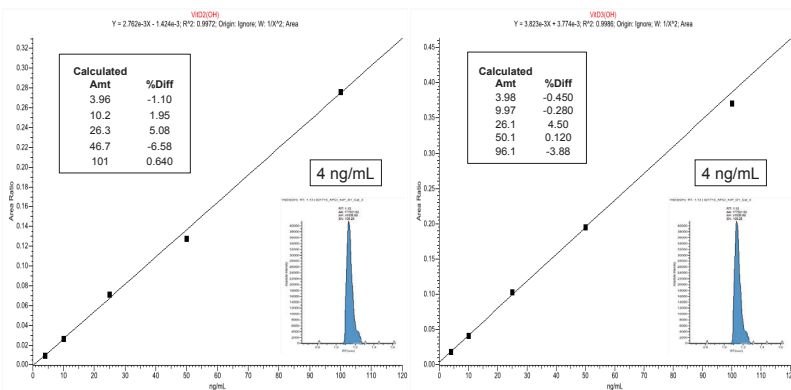 VitD2(OH)
Y = 2.762e-3X - 1.424e-3; R^2: 0.9972; Origin: Ignore; W: 1/X^2; Area
0.32
0.30
0.28
0.26
0.24
0.22
0.20
0.18
0.16
0.14
0.12
0.10
0.08
0.06
0.04
0.02
0.00
Area Ratio
Calculated
Amt %Diff
3.96 -1.10
10.2 1.95
26.3 5.08
46.7 -6.58
101 0.640
4 ng/mL
0 10 20 30 40 50 60 70 80 90 100 110 120
ng/mL
VitD3(OH)
Y = 3.823e-3X + 3.774e-3; R^2: 0.9986; Origin: Ignore; W: 1/X^2; Area
0.45
0.40
0.35
0.30
0.25
0.20
0.15
0.10
0.05
0.00
Area Ratio
Calculated
Amt %Diff
3.98 -0.450
9.97 -0.280
26.1 4.50
50.1 0.120
96.1 -3.88
4 ng/mL
0 10 20 30 40 50 60 70 80 90 100 110 120
ng/mL